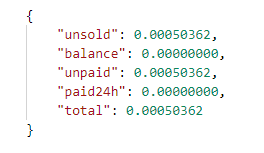 {
"unsold": 0.00050362,
"balance": 0.00000000,
"unpaid": 0.00050362,
"paid24h": 0.00000000,
"total": 0.00050362
}